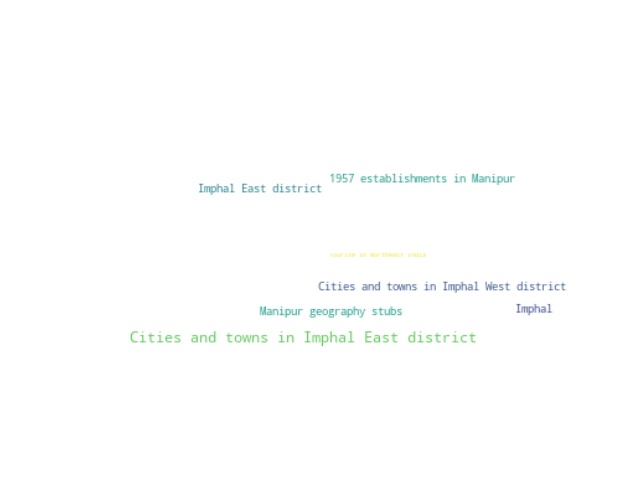 1957 establishments in Manipur
Imphal East district
Tourism in Northeast India
Cities and towns in Imphal West district
Imphal
Manipur geography stubs
Cities and towns in Imphal East district